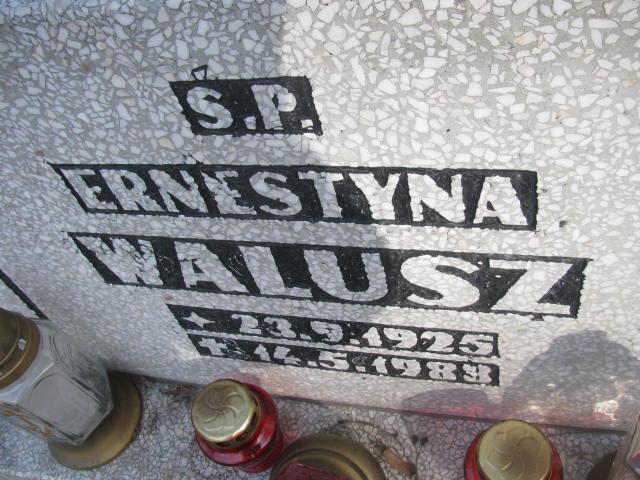 Ś.P.
ERNESTYNA
WALUSZ
* 23.9.1925
† 14.5.1989